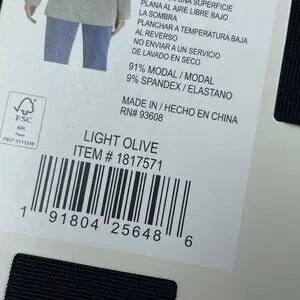 PLANA AL AIRE LIBRE BAJO
LA SOMBRA
PLANCHAR A TEMPERATURA BAJA
AL REVERSO
NO ENVIAR A UN SERVICIO
DE LAVADO EN SECO
91% MODAL / MODAL
9% SPANDEX / ELASTANO
MADE IN / HECHO EN CHINA
RN# 93608
FSC
MIX
LIGHT OLIVE
ITEM # 1817571
1 91804 25648 6